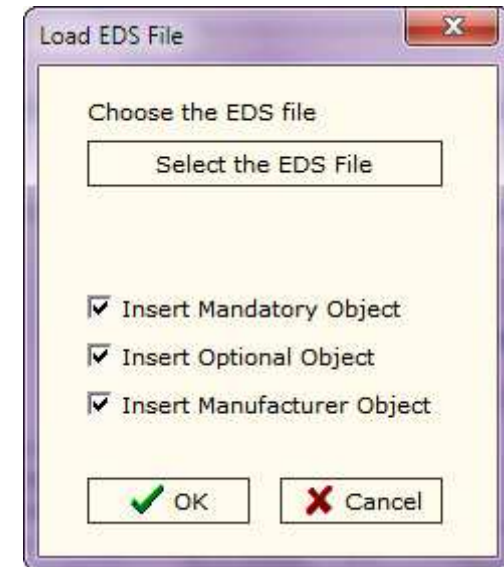 Load EDS File
Choose the EDS file
Select the EDS File
Insert Mandatory Object
Insert Optional Object
Insert Manufacturer Object
OK
Cancel